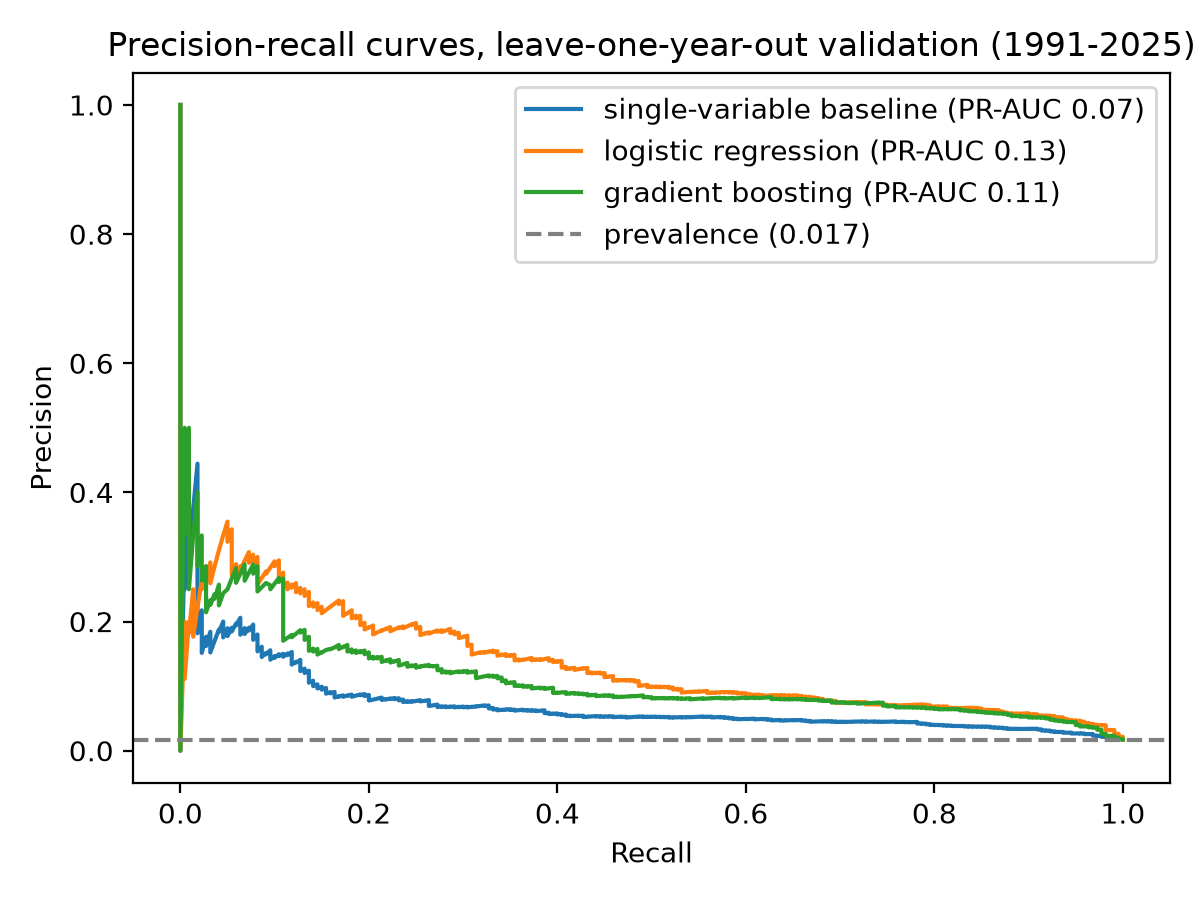 Precision-recall curves, leave-one-year-out validation (1991-2025)
single-variable baseline (PR-AUC 0.07)
logistic regression (PR-AUC 0.13)
gradient boosting (PR-AUC 0.11)
prevalence (0.017)
Precision
1.0
0.8
0.6
0.4
0.2
0.0
0.0 0.2 0.4 0.6 0.8 1.0
Recall